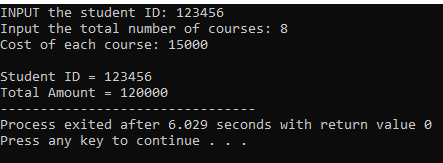 INPUT the student ID: 123456
Input the total number of courses: 8
Cost of each course: 15000
Student ID = 123456
Total Amount = 120000
--------------------------------
Process exited after 6.029 seconds with return value 0
Press any key to continue . . .